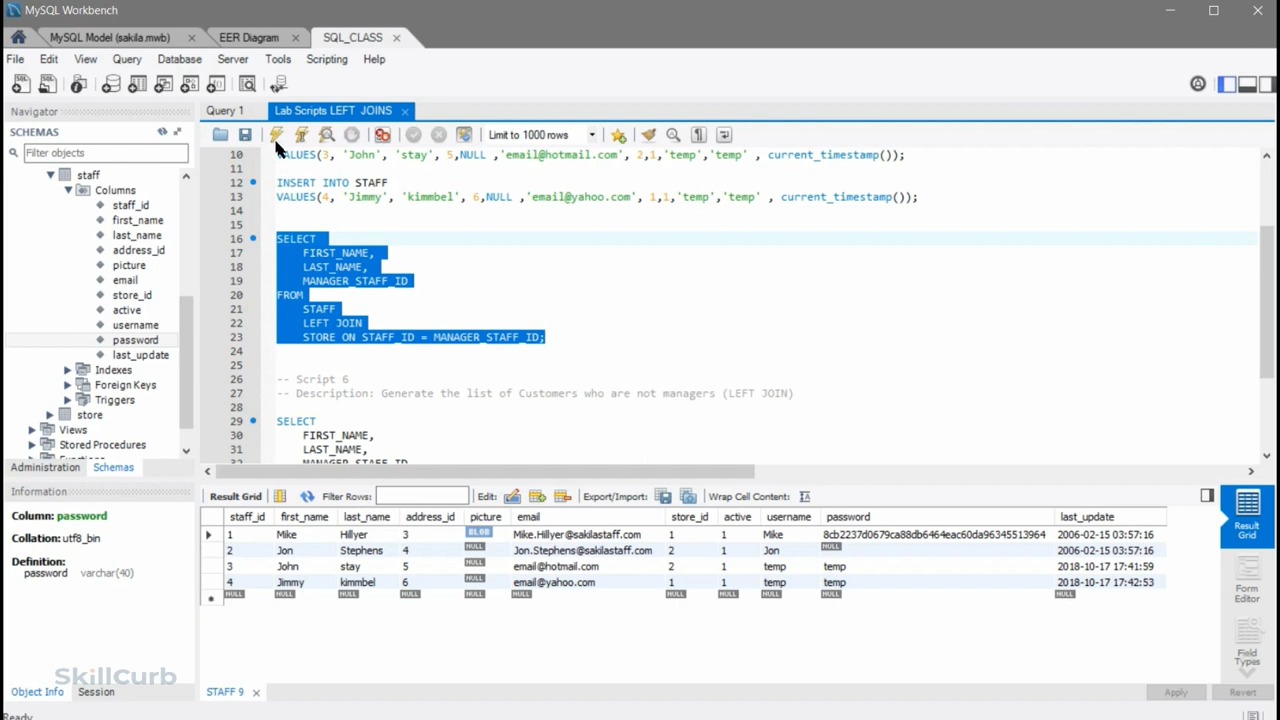 MySQL Workbench
MySQL Model (sakila.mwb) EER Diagram SQL_CLASS
File Edit View Query Database Server Tools Scripting Help
Navigator
SCHEMAS
Filter objects
staff
Columns
staff_id
first_name
last_name
address_id
picture
email
store_id
active
username
password
last_update
Indexes
Foreign Keys
Triggers
store
Views
Stored Procedures
Administration Schemas
Information
Column: password
Collation: utf8_bin
Definition:
password varchar(40)
SkillCurb
Object Info Session
Ready
Query 1 Lab Scripts LEFT JOINS
Limit to 1000 rows
10 VALUES(3, 'John', 'stay', 5,NULL ,'email@hotmail.com', 2,1,'temp','temp' , current_timestamp());
11
12 INSERT INTO STAFF
13 VALUES(4, 'Jimmy', 'kimmbel', 6,NULL ,'email@yahoo.com', 1,1,'temp','temp' , current_timestamp());
14
15
16 SELECT
17 FIRST_NAME,
18 LAST_NAME,
19 MANAGER_STAFF_ID
20 FROM
21 STAFF
22 LEFT JOIN
23 STORE ON STAFF_ID = MANAGER_STAFF_ID;
24
25
26 -- Script 6
27 -- Description: Generate the list of Customers who are not managers (LEFT JOIN)
28
29 SELECT
30 FIRST_NAME,
31 LAST_NAME,
32 MANAGER_STAFF_ID
Result Grid Filter Rows: Edit: Export/Import: Wrap Cell Content:
staff_id first_name last_name address_id picture email store_id active username password last_update
1 Mike Hillyer 3 BLOB Mike.Hillyer@sakilastaff.com 1 1 Mike 8cb2237d0679ca88db6464eac60da96345513964 2006-02-15 03:57:16
2 Jon Stephens 4 NULL Jon.Stephens@sakilastaff.com 2 1 Jon NULL 2006-02-15 03:57:16
3 John stay 5 NULL email@hotmail.com 2 1 temp temp 2018-10-17 17:41:59
4 Jimmy kimmbel 6 NULL email@yahoo.com 1 1 temp temp 2018-10-17 17:42:53
NULL NULL NULL NULL NULL NULL NULL NULL NULL NULL NULL
Result
Grid
Form
Editor
Field
Types
STAFF 9 Apply Revert